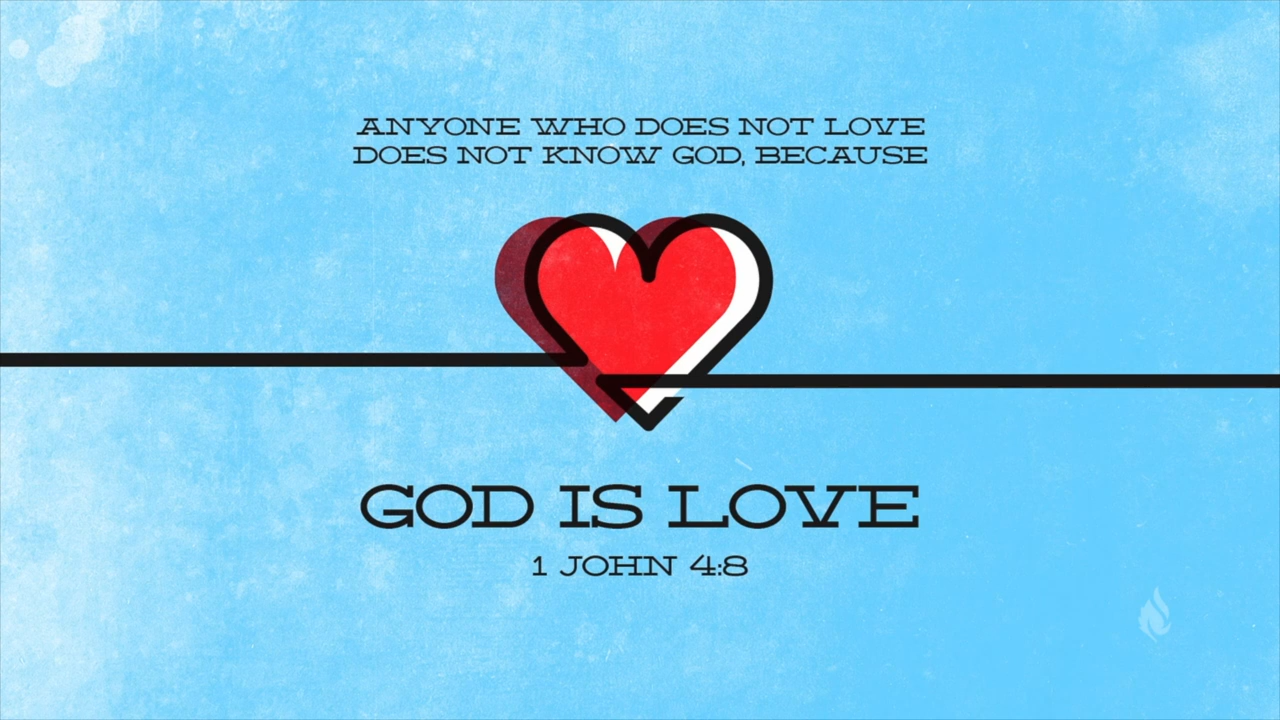 ANYONE WHO DOES NOT LOVE
DOES NOT KNOW GOD, BECAUSE
GOD IS LOVE
1 JOHN 4:8